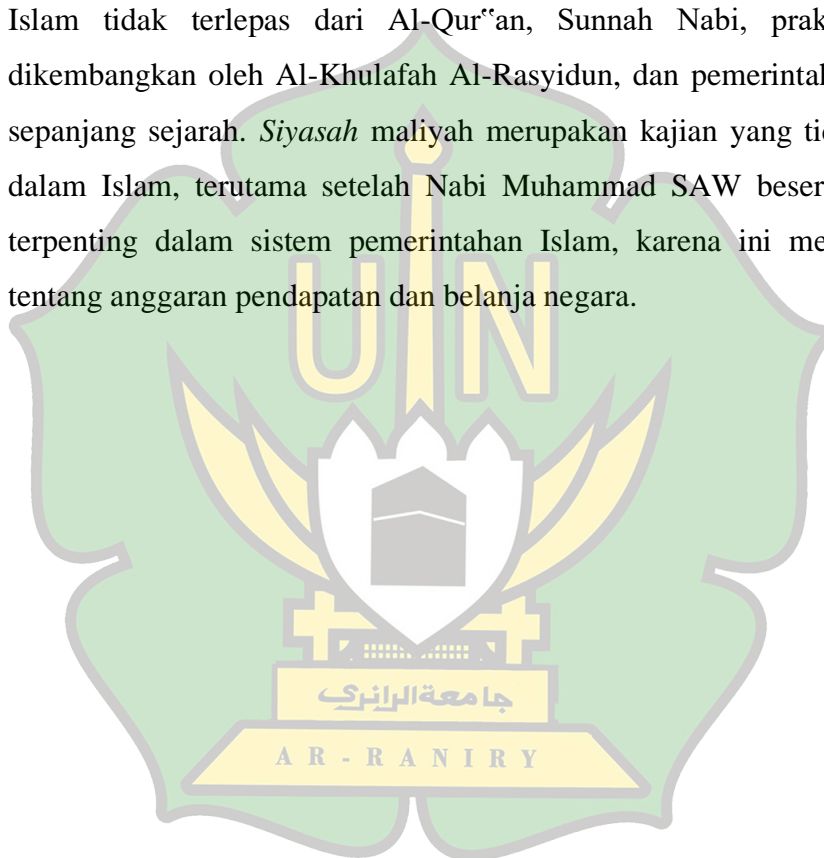 Islam tidak terlepas dari Al-Qur“an, Sunnah Nabi, prak
dikembangkan oleh Al-Khulafah Al-Rasyidun, dan pemerintal
sepanjang sejarah. Siyasah maliyah merupakan kajian yang ti
dalam Islam, terutama setelah Nabi Muhammad SAW beser
terpenting dalam sistem pemerintahan Islam, karena ini me
tentang anggaran pendapatan dan belanja negara.
UIN
جامعةالرانري
AR-RANIRY